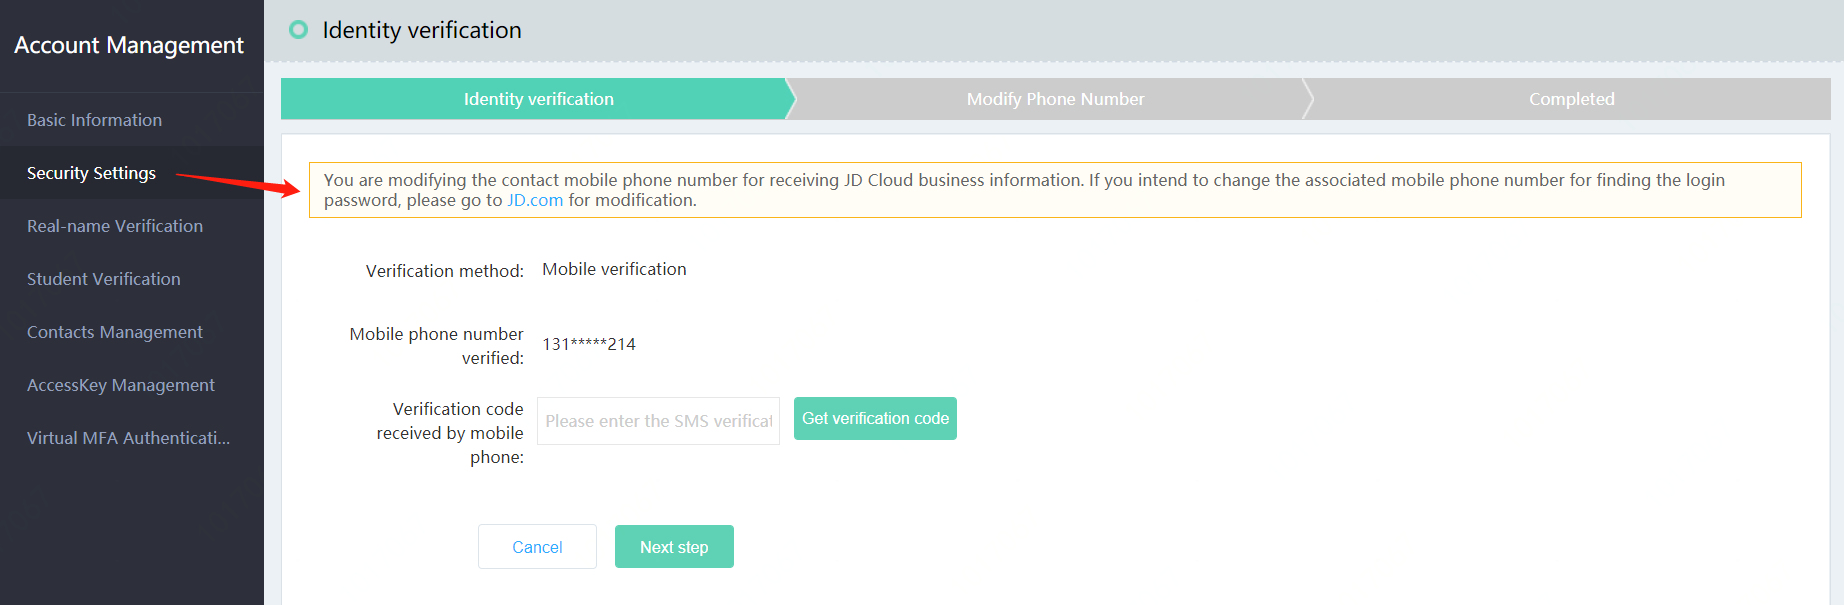 Account Management
Basic Information
Security Settings
Real-name Verification
Student Verification
Contacts Management
AccessKey Management
Virtual MFA Authenticati...
Identity verification
Identity verification
Modify Phone Number
Completed
You are modifying the contact mobile phone number for receiving JD Cloud business information. If you intend to change the associated mobile phone number for finding the login
password, please go to JD.com for modification.
Verification method: Mobile verification
Mobile phone number
verified:
131*****214
Verification code
received by mobile
phone:
Please enter the SMS verificat
Get verification code
Cancel
Next step